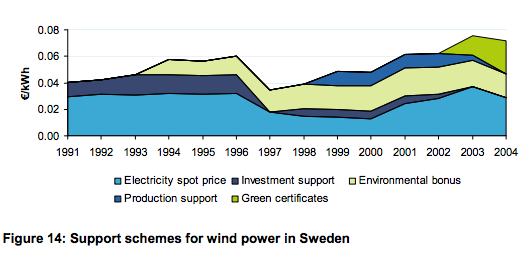 0.08
0.06
0.04
0.02
0.00
€/kWh
1991 1992 1993 1994 1995 1996 1997 1998 1999 2000 2001 2002 2003 2004
Electricity spot price Investment support Environmental bonus
Production support Green certificates
Figure 14: Support schemes for wind power in Sweden